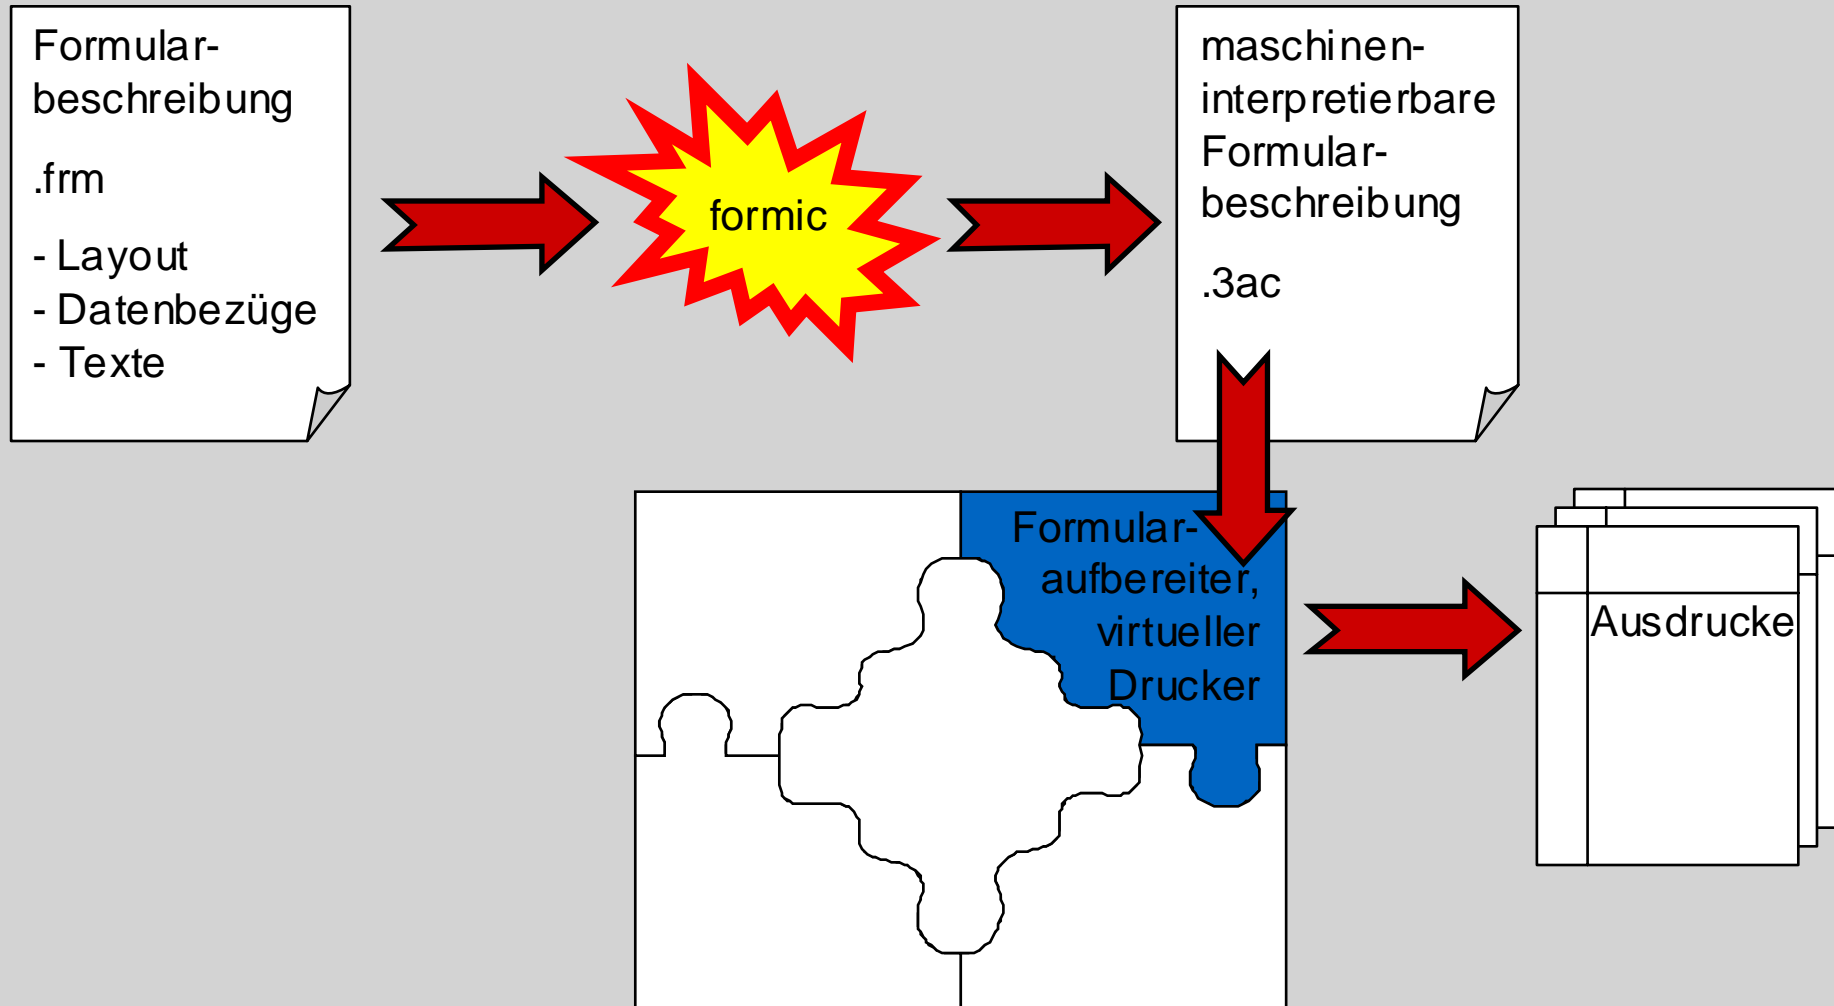 Formular-
beschreibung
.frm
- Layout
- Datenbezüge
- Texte
formic
maschinen-
interpretierbare
Formular-
beschreibung
.3ac
Formular-
aufbereiter,
virtueller
Drucker
Ausdrucke